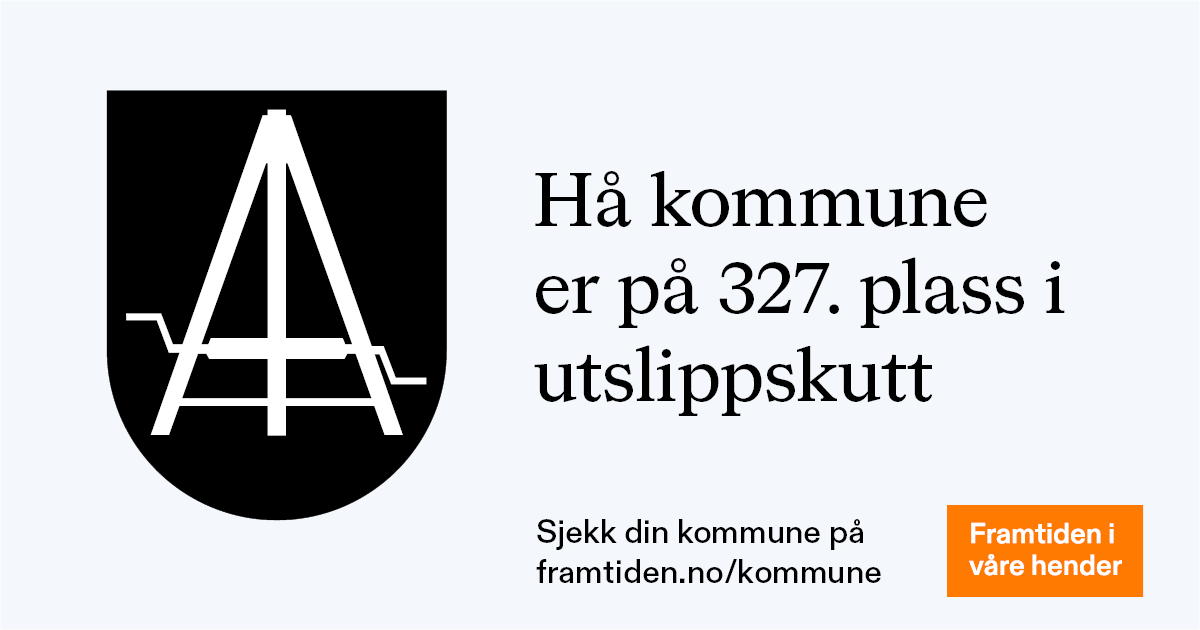 Hå kommune
er på 327. plass i
utslippskutt
Sjekk din kommune på
framtiden.no/kommune
Framtiden i
våre hender